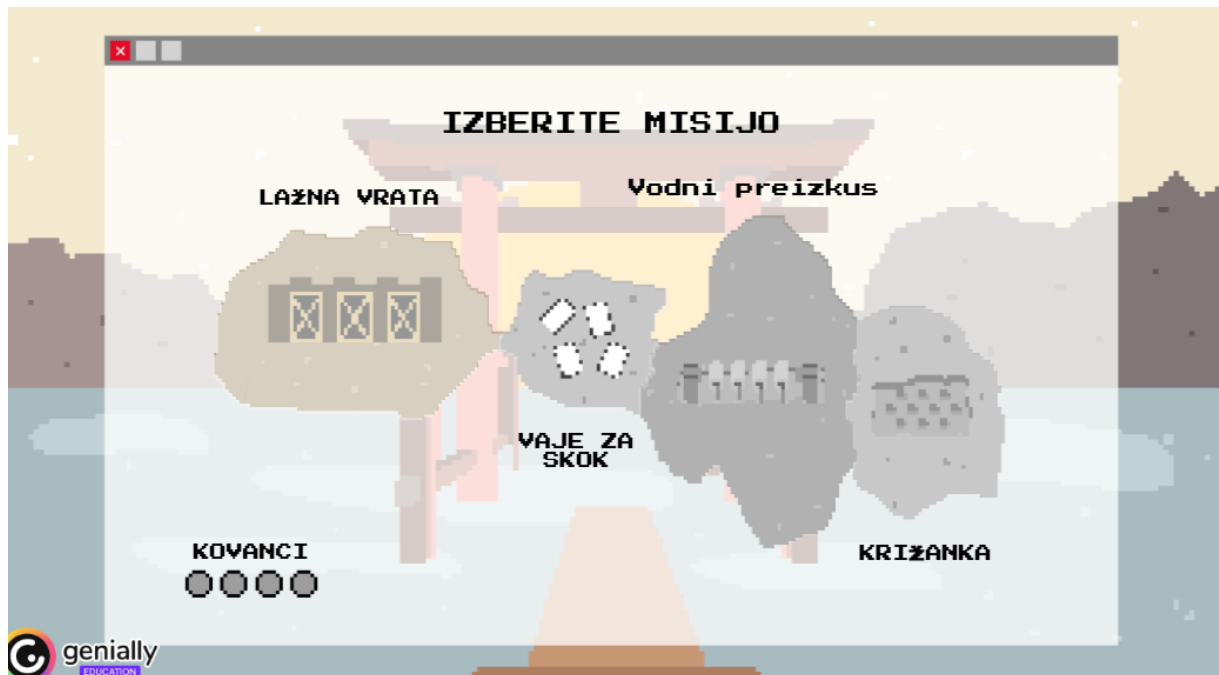 IZBERITE MISIJO
LAŽNA VRATA
Vodni preizkus
VAJE ZA
SKOK
KOVANCI
KRIŽANKA
genially
EDUCATION